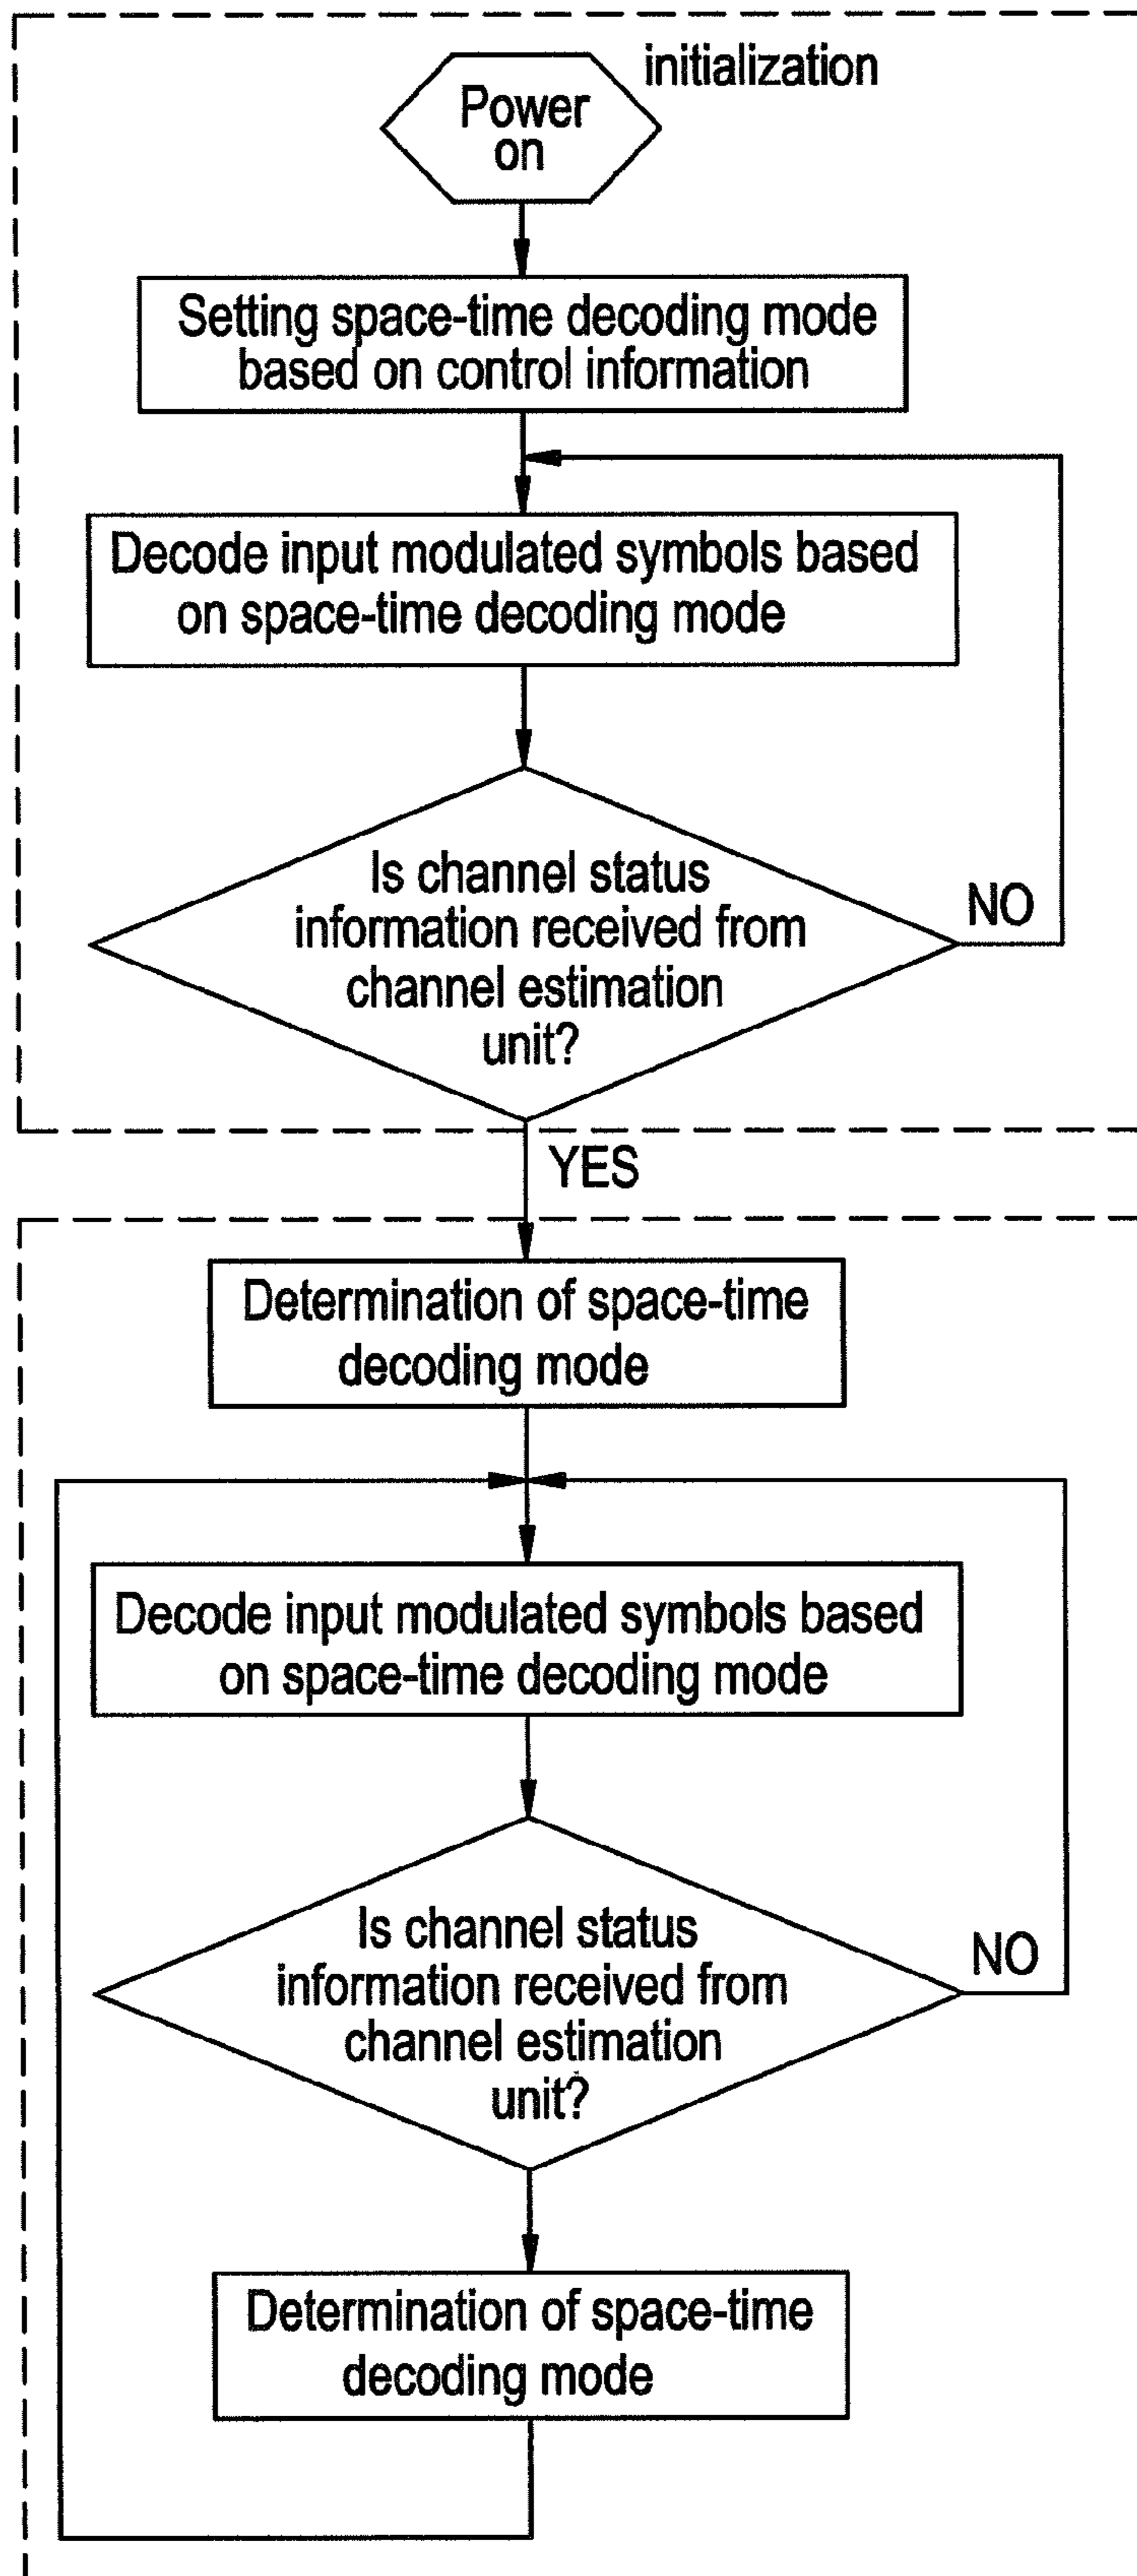 initialization
Power
on
Setting space-time decoding mode
based on control information
Decode input modulated symbols based
on space-time decoding mode
Is channel status
information received from
channel estimation
unit?
NO
YES
Determination of space-time
decoding mode
Decode input modulated symbols based
on space-time decoding mode
Is channel status
information received from
channel estimation
unit?
NO
Determination of space-time
decoding mode